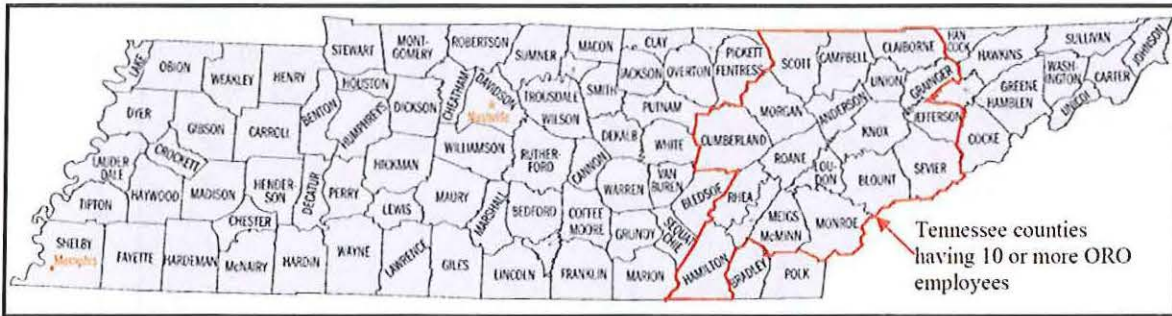 LAKE
OBION
WEAKLEY
HENRY
STEWART
MONT-
GOMERY
ROBERTSON
SUMNER
MACON
CLAY
PICKETT
FENTRESS
SCOTT
CAMPBELL
CLAIBORNE
HAN
COCK
HAWKINS
SULLIVAN
JOHNSON
HOUSTON
CHEATHAM
DAVIDSON
Nashville
TROUSDALE
SMITH
JACKSON
OVERTON
UNION
GRAINGER
GREENE
HAMBLEN
WASH-
INGTON
UNICOI
CARTER
DYER
GIBSON
CARROLL
BENTON
HUMPHREYS
DICKSON
WILSON
PUTNAM
MORGAN
ANDERSON
KNOX
JEFFERSON
COCKE
LAUDER
DALE
CROCKETT
HICKMAN
WILLIAMSON
RUTHER-
FORD
CANNON
DEKALB
WHITE
CUMBERLAND
ROANE
LOU-
DON
BLOUNT
SEVIER
TIPTON
HAYWOOD
MADISON
HENDER-
SON
DECATUR
PERRY
LEWIS
MAURY
MARSHALL
BEDFORD
COFFEE
MOORE
WARREN
VAN
BUREN
BLEDSOE
RHEA
MEIGS
McMINN
MONROE
CHESTER
GRUNDY
SEQUAT
CHIE
SHELBY
Memphis
FAYETTE
HARDEMAN
McNAIRY
HARDIN
WAYNE
LAWRENCE
GILES
LINCOLN
FRANKLIN
MARION
HAMILTON
BRADLEY
POLK
Tennessee counties
having 10 or more ORO
employees